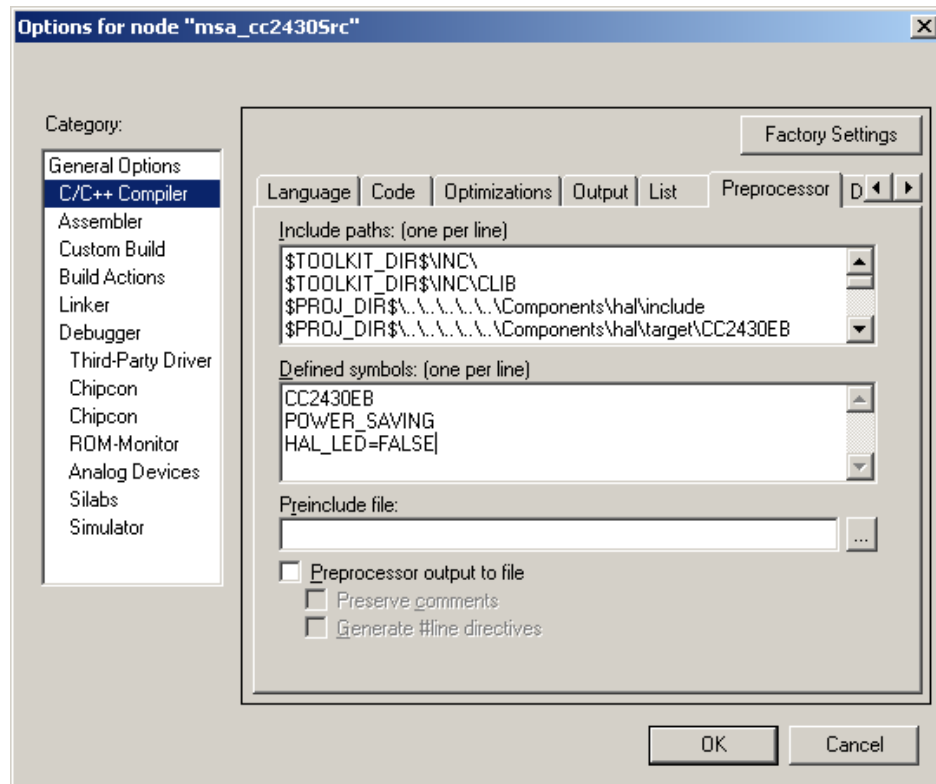 Options for node "msa_cc2430Src"
Category:
General Options
C/C++ Compiler
Assembler
Custom Build
Build Actions
Linker
Debugger
Third-Party Driver
Chipcon
Chipcon
ROM-Monitor
Analog Devices
Silabs
Simulator
Factory Settings
Language Code Optimizations Output List Preprocessor D
Include paths: (one per line)
$TOOLKIT_DIR$\INC\
$TOOLKIT_DIR$\INC\CLIB
$PROJ_DIR$\..\..\..\..\..\Components\hal\include
$PROJ_DIR$\..\..\..\..\..\Components\hal\target\CC2430EB
Defined symbols: (one per line)
CC2430EB
POWER_SAVING
HAL_LED=FALSE
Preinclude file:
...
Preprocessor output to file
Preserve comments
Generate #line directives
OK Cancel